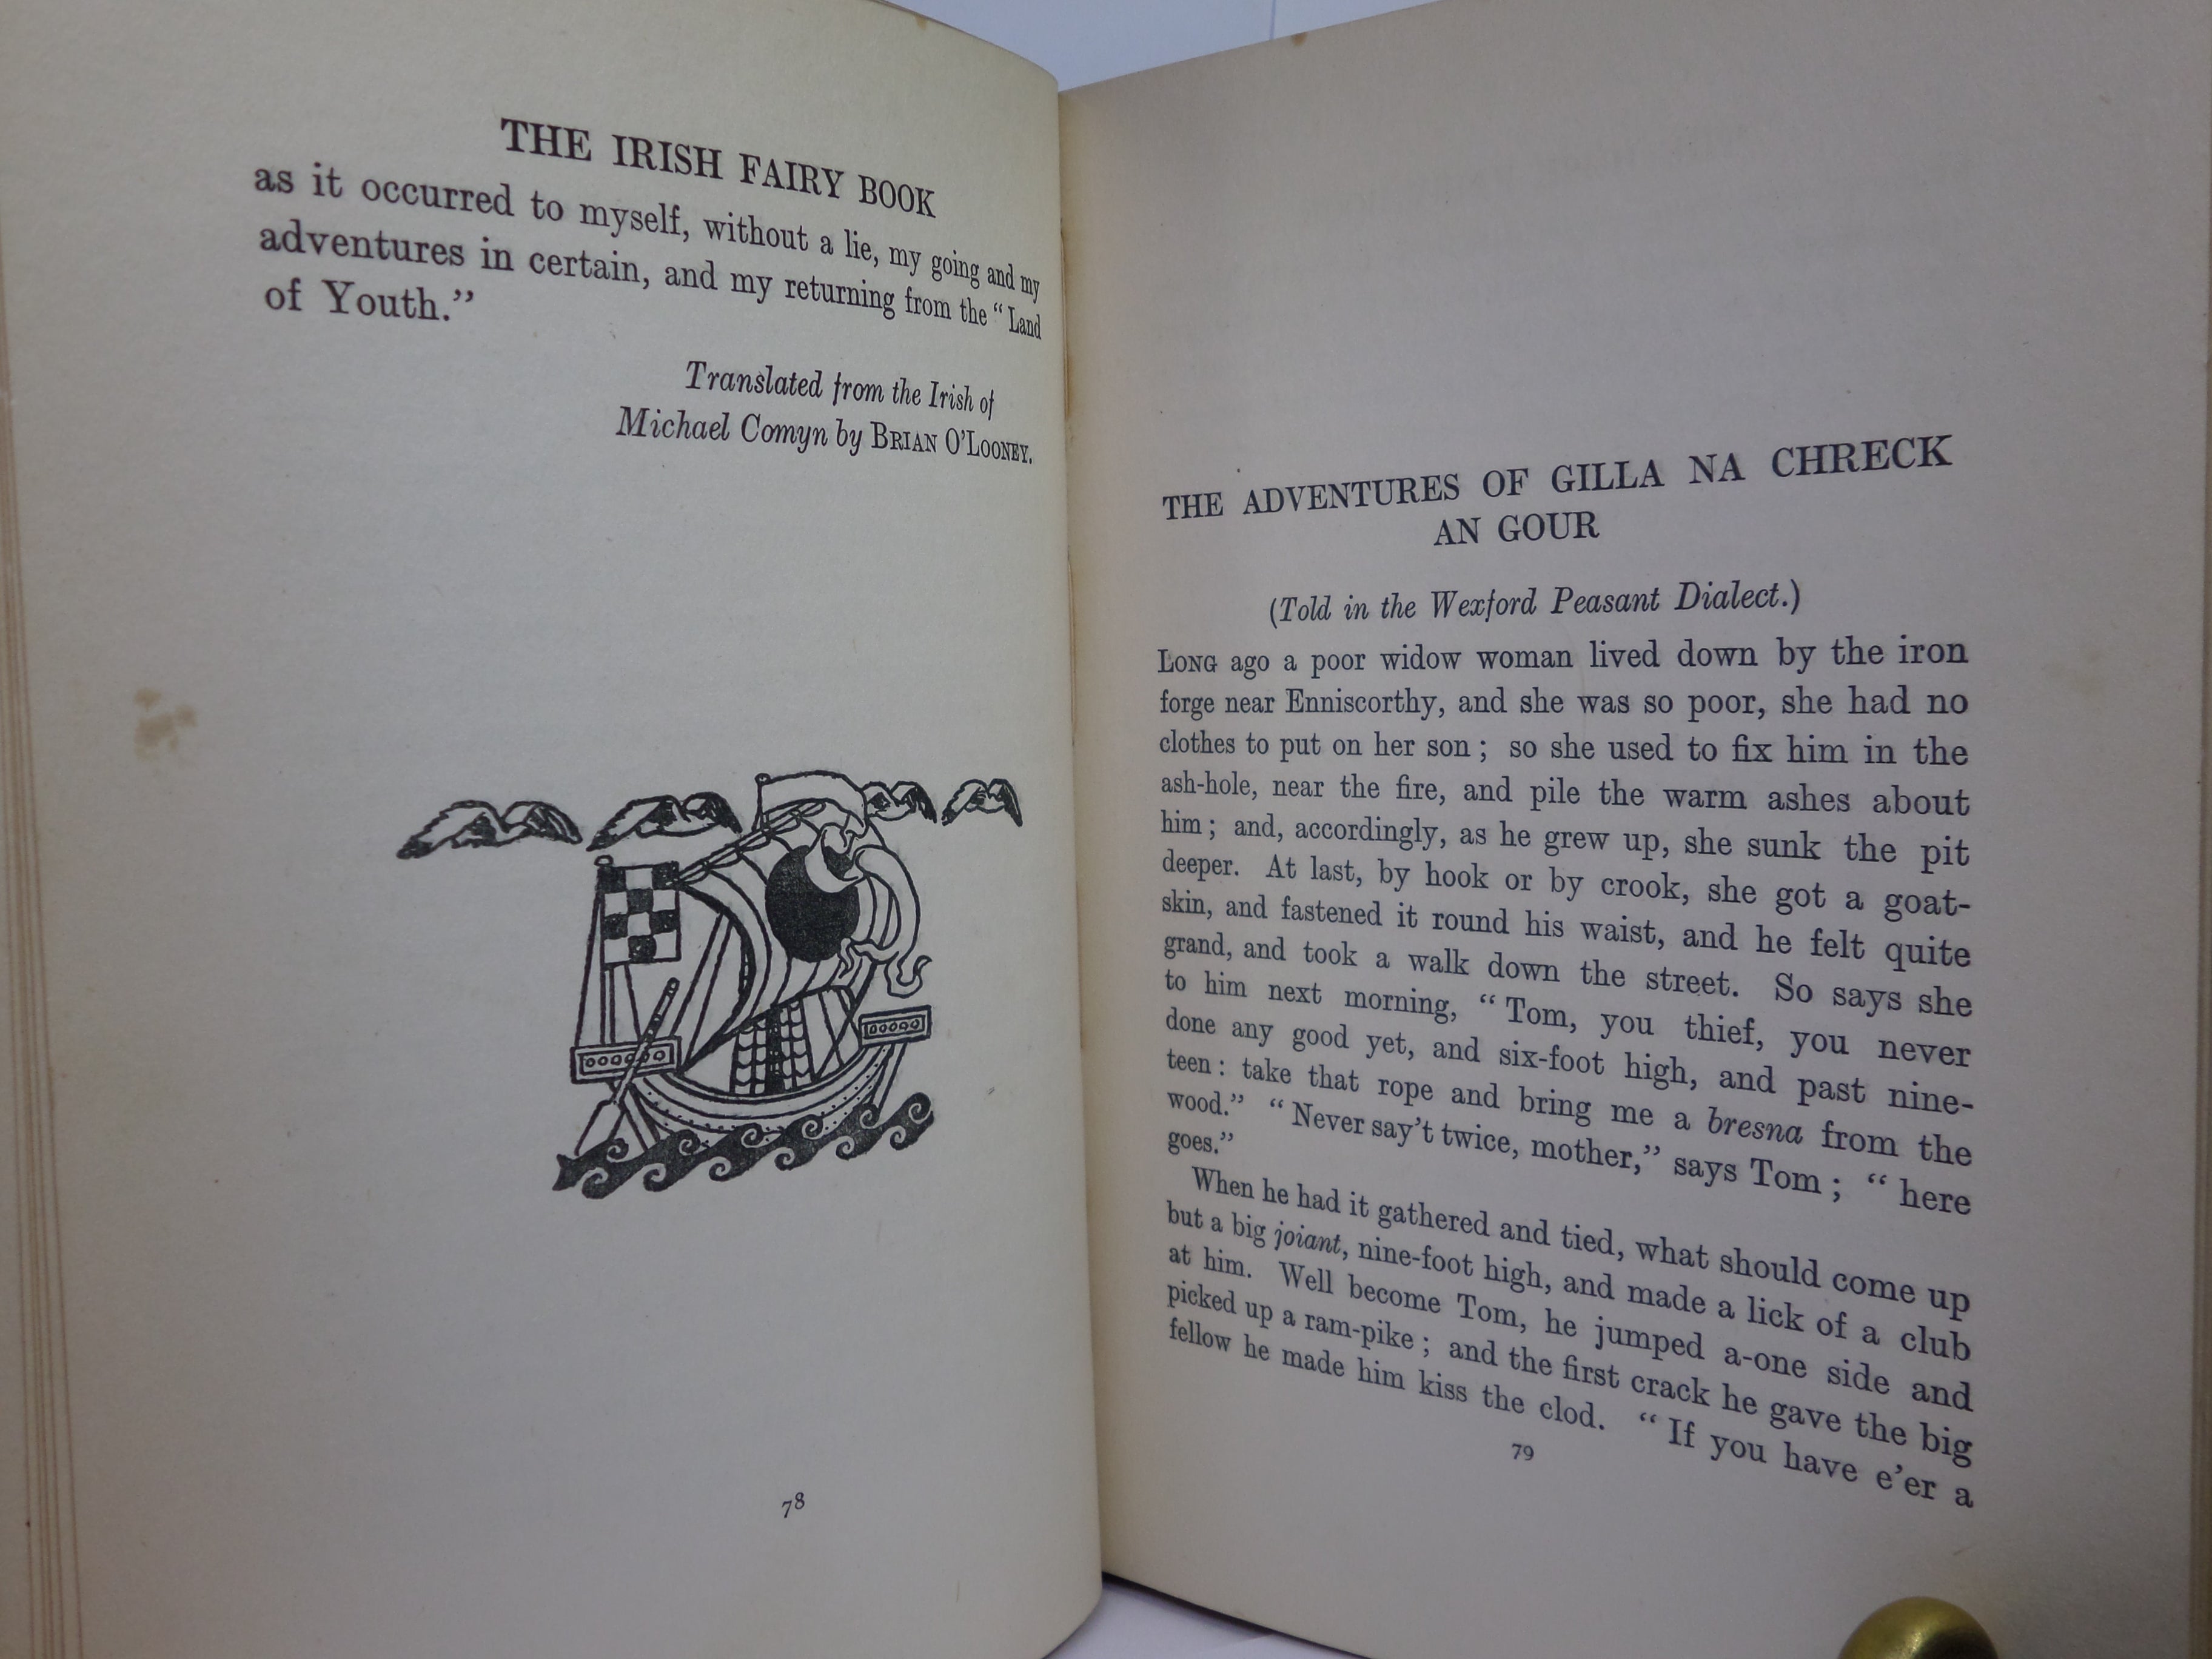 THE IRISH FAIRY BOOK
as it occurred to myself, without a lie, my going and my
adventures in certain, and my returning from the “ Land
of Youth.”
Translated from the Irish of
Michael Comyn by BRIAN O'LOONEY.
78
THE ADVENTURES OF GILLA NA CHRECK
AN GOUR
(Told in the Wexford Peasant Dialect.)
LONG ago a poor widow woman lived down by the iron
forge near Enniscorthy, and she was so poor, she had no
clothes to put on her son ; so she used to fix him in the
ash-hole, near the fire, and pile the warm ashes about
him ; and, accordingly, as he grew up, she sunk the pit
deeper. At last, by hook or by crook, she got a goat-
skin, and fastened it round his waist, and he felt quite
grand, and took a walk down the street. So says she
to him next morning, “ Tom, you thief, you never
done any good yet, and six-foot high, and past nine-
teen : take that rope and bring me a bresna from the
wood.” “ Never say't twice, mother,” says Tom ; “ here
goes.”
When he had it gathered and tied, what should come up
but a big joiant, nine-foot high, and made a lick of a club
at him. Well become Tom, he jumped a-one side and
picked up a ram-pike ; and the first crack he gave the big
fellow he made him kiss the clod. “ If you have e'er a
79